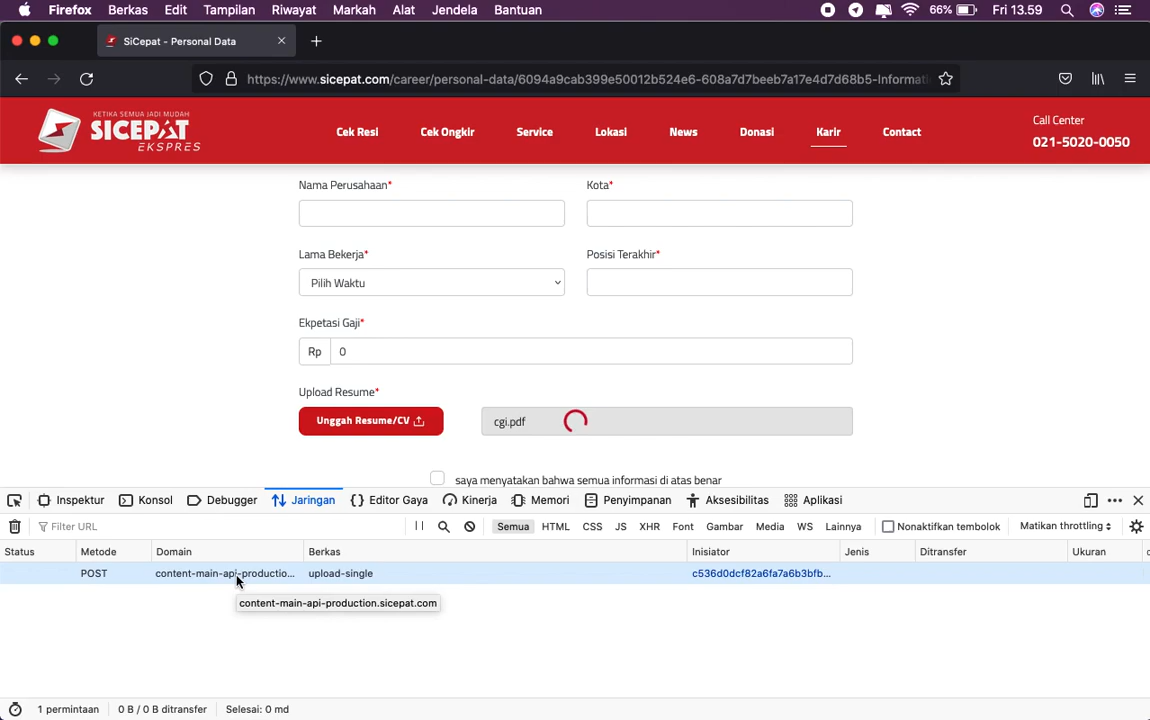 Firefox Berkas Edit Tampilan Riwayat Markah Alat Jendela Bantuan 66% Fri 13.59
SiCepat - Personal Data
https://www.sicepat.com/career/personal-data/6094a9cab399e50012b524e6-608a7d7beeb7a17e4d7d68b5-Informati
KETIKA SEMUA JADI MUDAH
SICEPAT
EKSPRES
Cek Resi Cek Ongkir Service Lokasi News Donasi Karir Contact
Call Center
021-5020-0050
Nama Perusahaan* Kota*
Lama Bekerja* Posisi Terakhir*
Pilih Waktu
Ekpetasi Gaji*
Rp 0
Upload Resume*
Unggah Resume/CV cgi.pdf
saya menyatakan bahwa semua informasi di atas benar
Inspektur Konsol Debugger Jaringan Editor Gaya Kinerja Memori Penyimpanan Aksesibilitas Aplikasi
Filter URL Semua HTML CSS JS XHR Font Gambar Media WS Lainnya Nonaktifkan tembolok Matikan throttling
Status Metode Domain Berkas Inisiator Jenis Ditransfer Ukuran
POST content-main-api-productio... upload-single c536d0dcf82a6fa7a6b3bfb...
content-main-api-production.sicepat.com
1 permintaan 0 B / 0 B ditransfer Selesai: 0 md